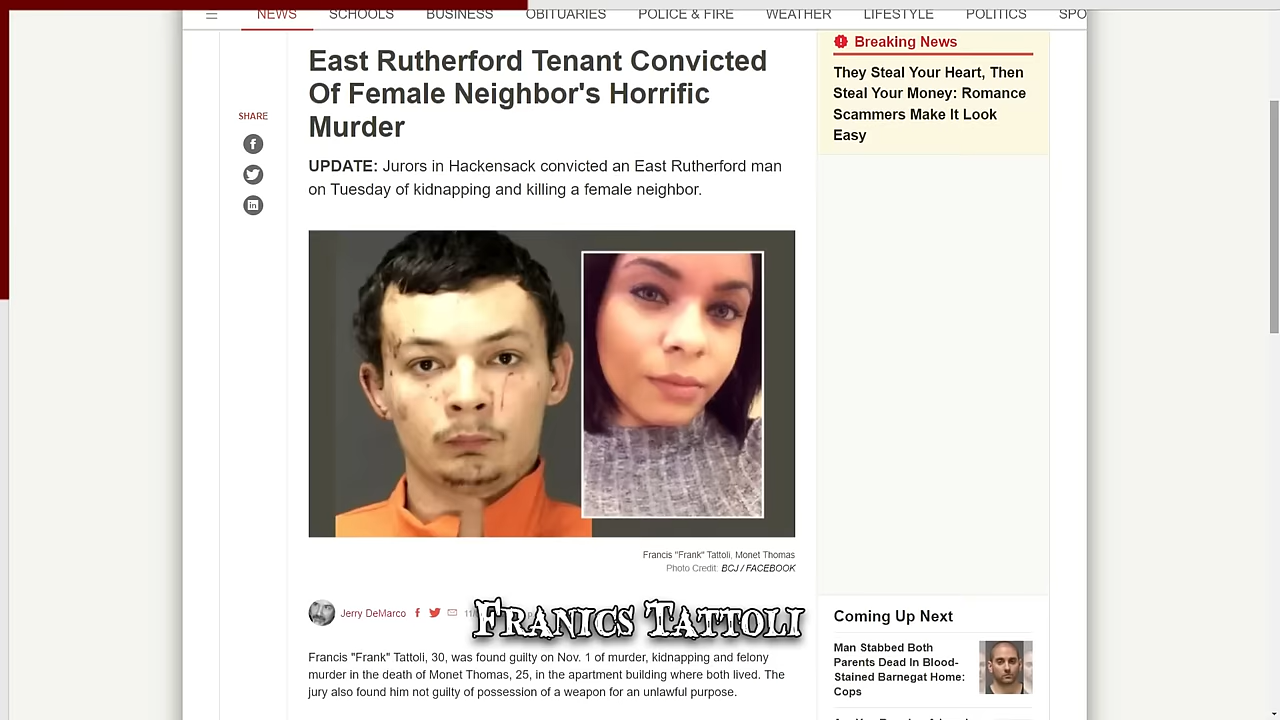 NEWS SCHOOLS BUSINESS OBITUARIES POLICE & FIRE WEATHER LIFESTYLE POLITICS SPO
East Rutherford Tenant Convicted
Of Female Neighbor's Horrific
Murder
UPDATE: Jurors in Hackensack convicted an East Rutherford man
on Tuesday of kidnapping and killing a female neighbor.
SHARE
Francis "Frank" Tattoli, Monet Thomas
Photo Credit: BCJ / FACEBOOK
Jerry DeMarco
FRANICS TATTOLI
Francis "Frank" Tattoli, 30, was found guilty on Nov. 1 of murder, kidnapping and felony
murder in the death of Monet Thomas, 25, in the apartment building where both lived. The
jury also found him not guilty of possession of a weapon for an unlawful purpose.
Breaking News
They Steal Your Heart, Then
Steal Your Money: Romance
Scammers Make It Look
Easy
Coming Up Next
Man Stabbed Both
Parents Dead In Blood-
Stained Barnegat Home:
Cops